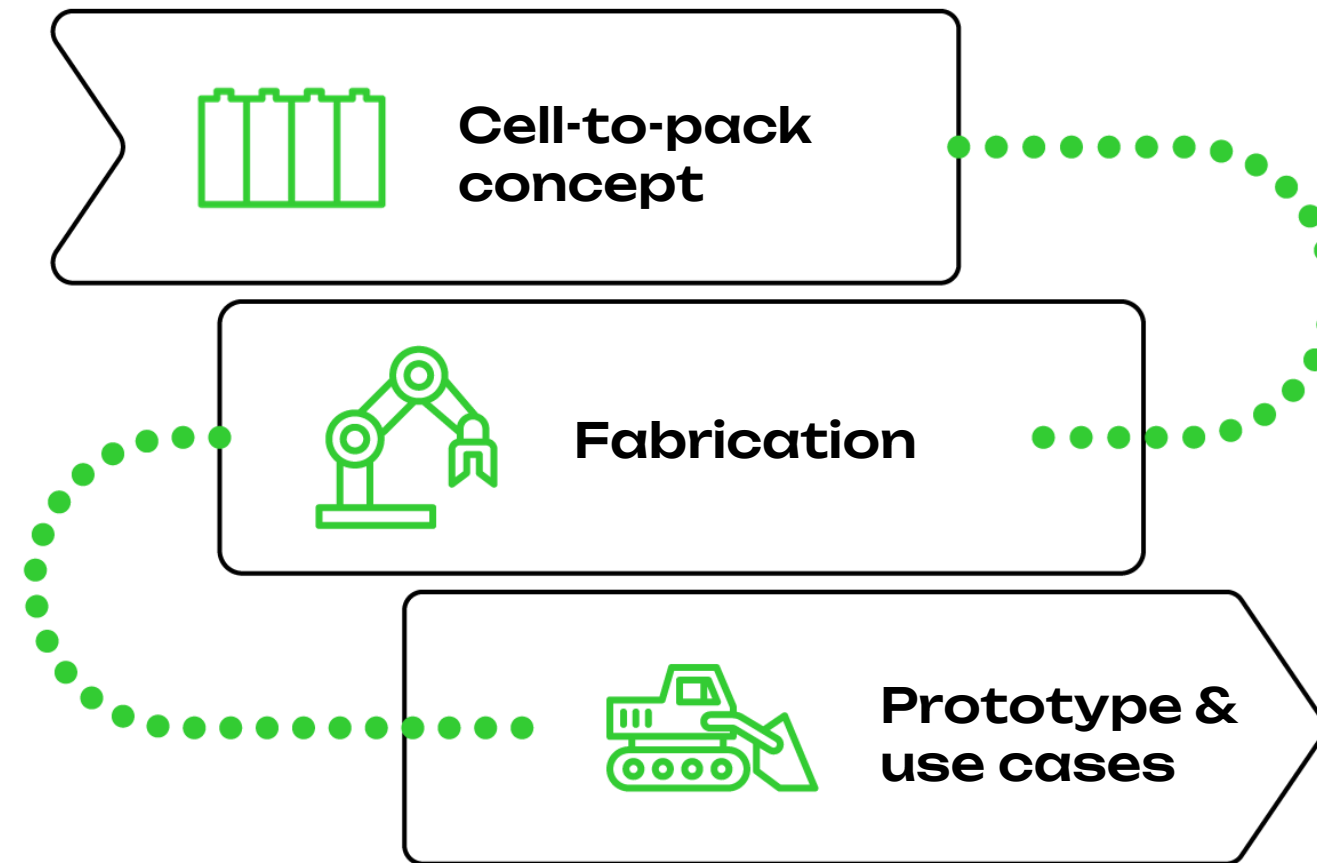 Cell-to-pack
concept
Fabrication
Prototype &
use cases